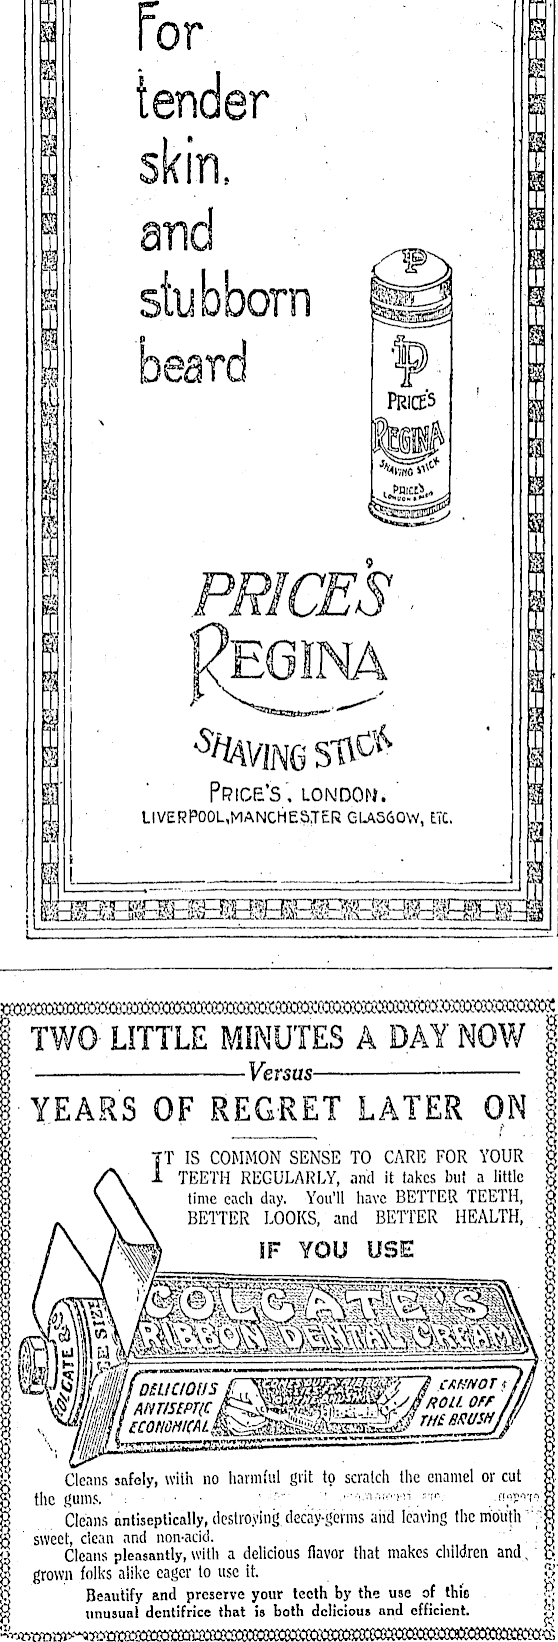 For
tender
skin,
and
stubborn
beard
P
P
PRICE'S
REGINA
SHAVING STICK
PRICE'S
PRICE'S
REGINA
SHAVING STICK
PRICE'S, LONDON.
LIVERPOOL, MANCHESTER GLASGOW, ETC.
TWO LITTLE MINUTES A DAY NOW
Versus
YEARS OF REGRET LATER ON
IT IS COMMON SENSE TO CARE FOR YOUR
TEETH REGULARLY, and it takes but a little
time each day. You'll have BETTER TEETH,
BETTER LOOKS, and BETTER HEALTH,
IF YOU USE
COLGATE'S
RIBBON DENTAL CREAM
COLGATE &
GE SIZE
DELICIOUS
ANTISEPTIC
ECONOMICAL
CANNOT
ROLL OFF
THE BRUSH
Cleans safely, with no harmful grit to scratch the enamel or cut
the gums.
Cleans antiseptically, destroying decay-germs and leaving the mouth
sweet, clean and non-acid.
Cleans pleasantly, with a delicious flavor that makes children and
grown folks alike eager to use it.
Beautify and preserve your teeth by the use of this
unusual dentifrice that is both delicious and efficient.